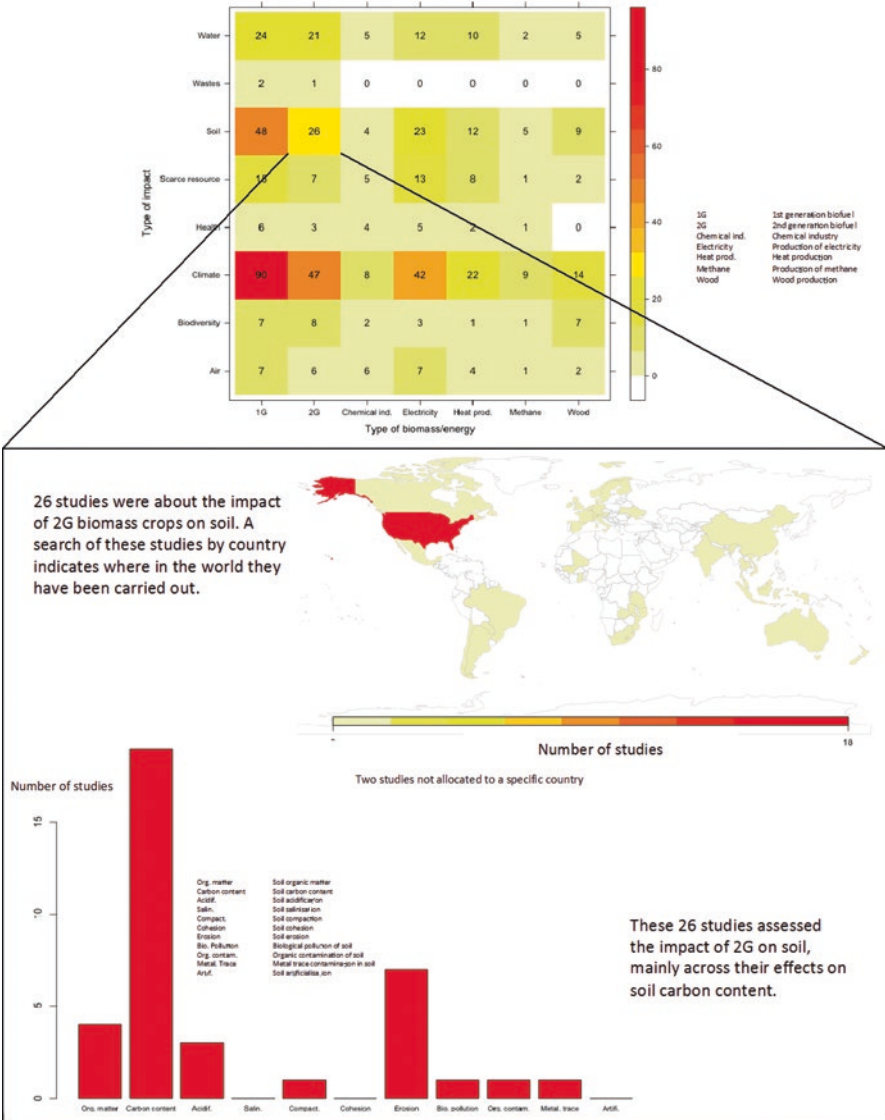 Type of impact
Water 24 21 5 12 10 2 5
Wastes 2 1 0 0 0 0 0
Soil 48 26 4 23 12 5 9
Scarce resource 7 5 13 8 1 2
Health 6 3 4 5 2 1 0
Climate 90 47 8 42 22 9 14
Biodiversity 7 8 2 3 1 1 7
Air 7 6 6 7 4 1 2
1G 2G Chemical ind. Electricity Heat prod. Methane Wood
Type of biomass/energy
80
60
40
20
0
1G 1st generation biofuel
2G 2nd generation biofuel
Chemical ind. Chemical industry
Electricity Production of electricity
Heat prod. Heat production
Methane Production of methane
Wood Wood production
26 studies were about the impact
of 2G biomass crops on soil. A
search of these studies by country
indicates where in the world they
have been carried out.
18
Number of studies
Two studies not allocated to a specific country
Number of studies
15
10
5
0
Org. matter Soil organic matter
Carbon content Soil carbon content
Acidif. Soil acidification
Salin. Soil salinisation
Compact. Soil compaction
Cohesion Soil cohesion
Erosion Soil erosion
Bio. Pollution Biological pollution of soil
Org. contam. Organic contamination of soil
Metal. Trace Metal trace contamination in soil
Artif. Soil artificialisation
These 26 studies assessed
the impact of 2G on soil,
mainly across their effects on
soil carbon content.
Org. matter Carbon content Acidif. Salin. Compact. Cohesion Erosion Bio. pollution Org. contam. Metal. trace Artifi.